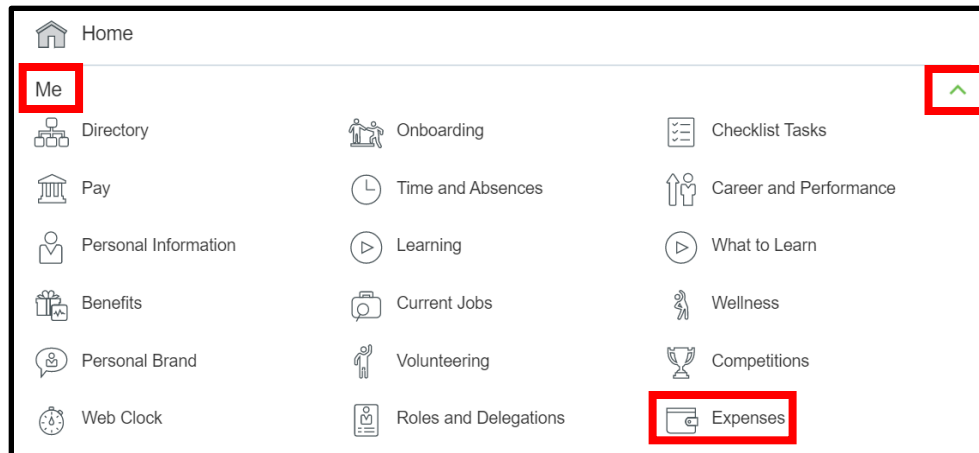 Home
Me
Directory
Onboarding
Checklist Tasks
Pay
Time and Absences
Career and Performance
Personal Information
Learning
What to Learn
Benefits
Current Jobs
Wellness
Personal Brand
Volunteering
Competitions
Web Clock
Roles and Delegations
Expenses